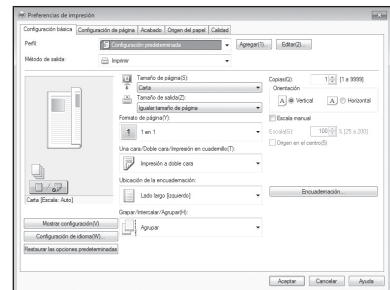 Preferencias de impresión
Configuración básica Configuración de página Acabado Origen del papel Calidad
Perfil: Configuración predeterminada Agregar(1)... Editar(2)...
Método de salida: Imprimir
Tamaño de página(S):
Carta
Tamaño de salida(Z):
Igualar tamaño de página
Copias(Q): 1 [1 a 9999]
Orientación
A Vertical A Horizontal
Formato de página(Y):
1 1 en 1
Escala manual
Escala(G): 100 % [25 a 200]
Origen en el centro(5)
Una cara/Doble cara/Impresión en cuadernillo(T):
Impresión a doble cara
Ubicación de la encuadernación:
Lado largo [izquierdo]
Encuadernación...
Carta [Escala: Auto]
Grapar/Intercalar/Agrupar(H):
Agrupar
Mostrar configuración(V)
Configuración de idioma(W)...
Restaurar las opciones predeterminadas
Aceptar Cancelar Ayuda